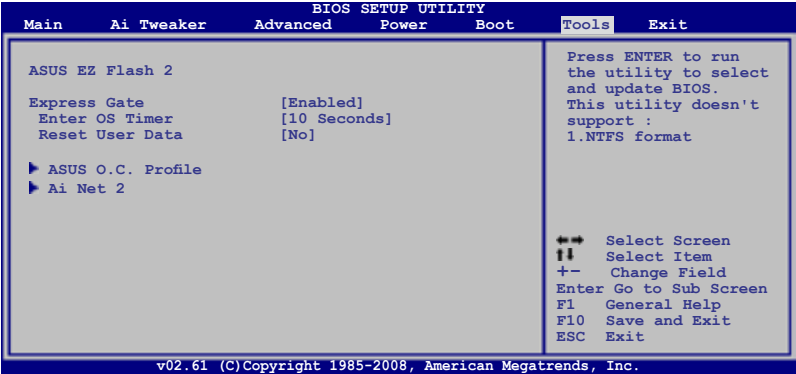 BIOS SETUP UTILITY
Main Ai Tweaker Advanced Power Boot Tools Exit
ASUS EZ Flash 2
Express Gate [Enabled]
Enter OS Timer [10 Seconds]
Reset User Data [No]
ASUS O.C. Profile
Ai Net 2
Press ENTER to run
the utility to select
and update BIOS.
This utility doesn't
support :
1.NTFS format
Select Screen
Select Item
+- Change Field
Enter Go to Sub Screen
F1 General Help
F10 Save and Exit
ESC Exit
v02.61 (C)Copyright 1985-2008, American Megatrends, Inc.